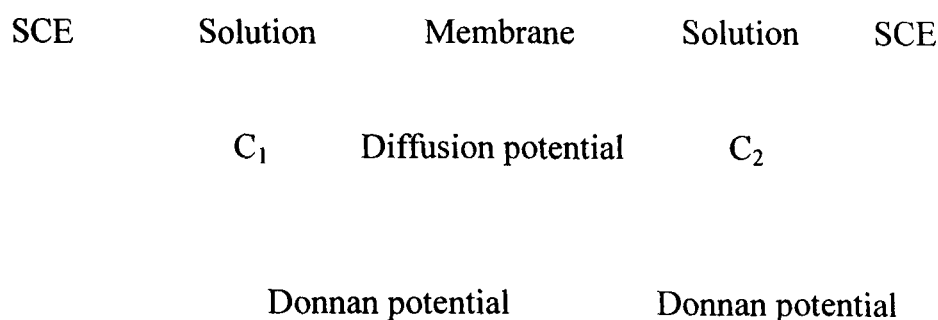 SCE Solution Membrane Solution SCE
C₁ Diffusion potential C₂
Donnan potential Donnan potential